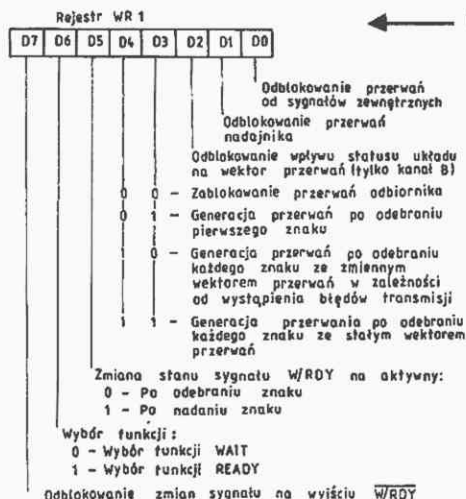 Rejestr WR 1
D7 D6 D5 D4 D3 D2 D1 D0
Odblokowanie przerwań
od sygnałów zewnętrznych
Odblokowanie przerwań
nadajnika
Odblokowanie wpływu statusu układu
na wektor przerwań (tylko kanał B)
0 0 - Zablokowanie przerwań odbiornika
0 1 - Generacja przerwań po odebraniu
pierwszego znaku
1 0 - Generacja przerwań po odebraniu
każdego znaku ze zmiennym
wektorem przerwań w zależności
od wystąpienia błędów transmisji
1 1 - Generacja przerwania po odebraniu
każdego znaku ze stałym wektorem
przerwań
Zmiana stanu sygnału W/RDY na aktywny:
0 - Po odebraniu znaku
1 - Po nadaniu znaku
Wybór funkcji:
0 - Wybór funkcji WAIT
1 - Wybór funkcji READY
Odblokowanie zmian sygnału na wyjściu W/RDY